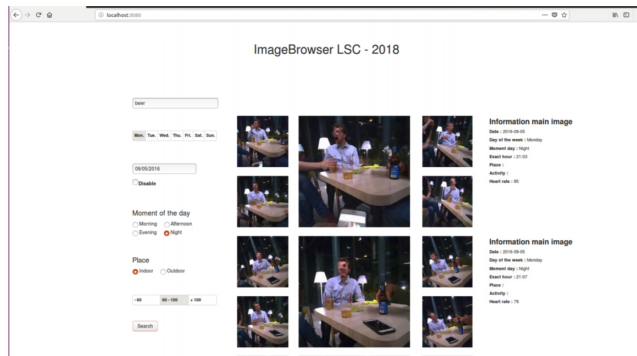 localhost:8080
ImageBrowser LSC - 2018
beer
Mon. Tue. Wed. Thu. Fri. Sat. Sun.
09/05/2016
Disable
Moment of the day
Morning Afternoon
Evening Night
Place
Indoor Outdoor
-60 60 - 100 + 100
Search
Information main image
Date : 2016-09-05
Day of the week : Monday
Moment day : Night
Exact hour : 21:03
Place :
Activity :
Heart rate : 85
Information main image
Date : 2016-09-05
Day of the week : Monday
Moment day : Night
Exact hour : 21:07
Place :
Activity :
Heart rate : 79